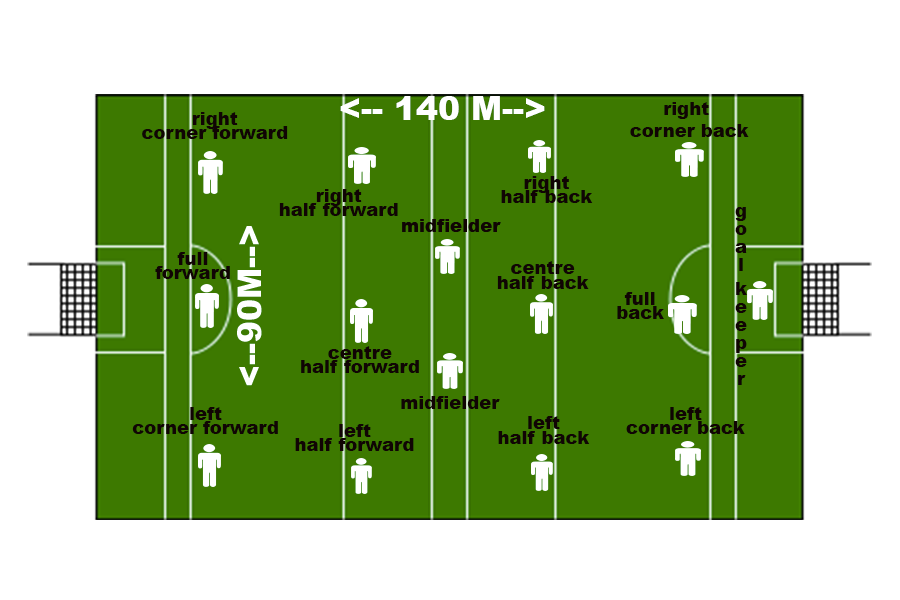 <-- 140 M-->
right
corner forward
right
corner back
right
half forward
right
half back
midfielder
goal keeper
full
forward
<--90M-->
centre
half back
full
back
centre
half forward
midfielder
left
corner forward
left
half forward
left
half back
left
corner back